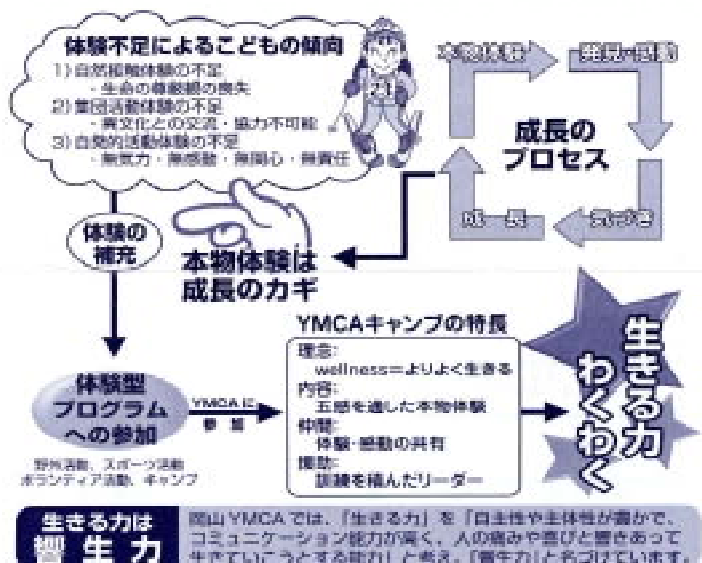 体験不足によるこどもの傾向
1）自然接触体験の不足
・生命の尊厳観の喪失
2）集団活動体験の不足
・異文化との交流・協力不可能
3）自発的活動体験の不足
・無気力・無感動・無関心・無責任
本物体験
発見・感動
成長の
プロセス
成長
気づき
体験の
補充
本物体験は
成長のカギ
YMCAキャンプの特長
理念:
wellness=よりよく生きる
内容:
五感を通した本物体験
仲間:
体験・感動の共有
援助:
訓練を積んだリーダー
生きる力
わくわく
体験型
プログラム
への参加
YMCAに
参加
野外活動、スポーツ活動
ボランティア活動、キャンプ
生きる力は
響生力
岡山YMCAでは、「生きる力」を「自主性や主体性が豊かで、
コミュニケーション能力が高く、人の痛みや喜びと響きあって
生きていこうとする能力」と考え、「響生力」と名づけています。